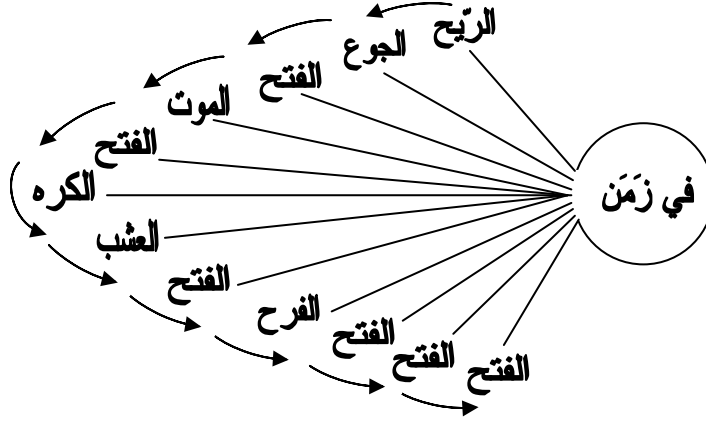 في زَمَن
الرّيح
الجوع
الفتح
الموت
الفتح
الكره
العشب
الفتح
الفرح
الفتح
الفتح
الفتح